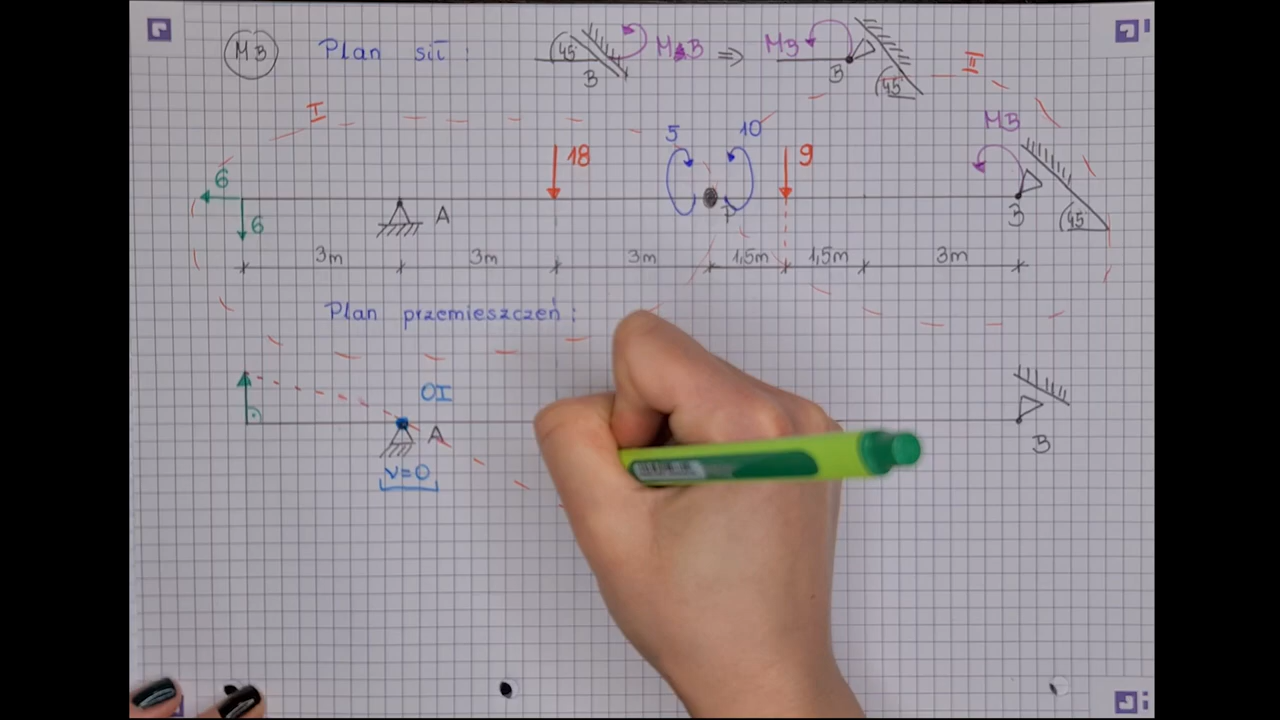 MB Plan sił : 45 B MAB ⇒ MB B 45
I II
6 6 A 18 5 10 P 9 MB B 45
3m 3m 3m 1,5m 1,5m 3m
Plan przemieszczeń :
OI
A B
v=0